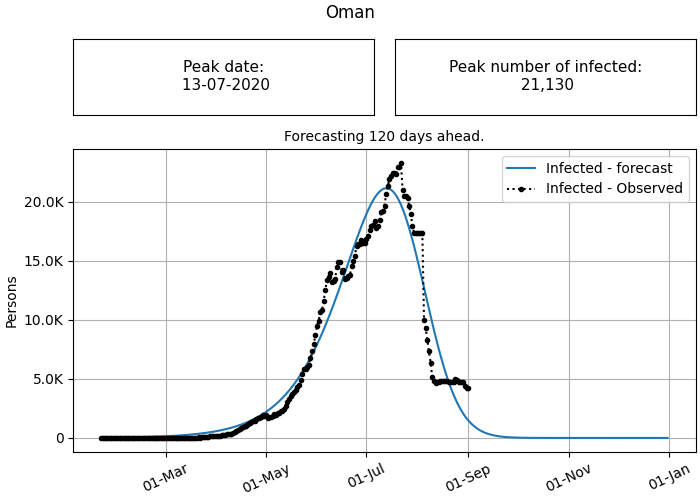 Oman
Peak date:
13-07-2020
Peak number of infected:
21,130
Forecasting 120 days ahead.
Infected - forecast
Infected - Observed
20.0K
15.0K
10.0K
5.0K
0
Persons
01-Mar
01-May
01-Jul
01-Sep
01-Nov
01-Jan